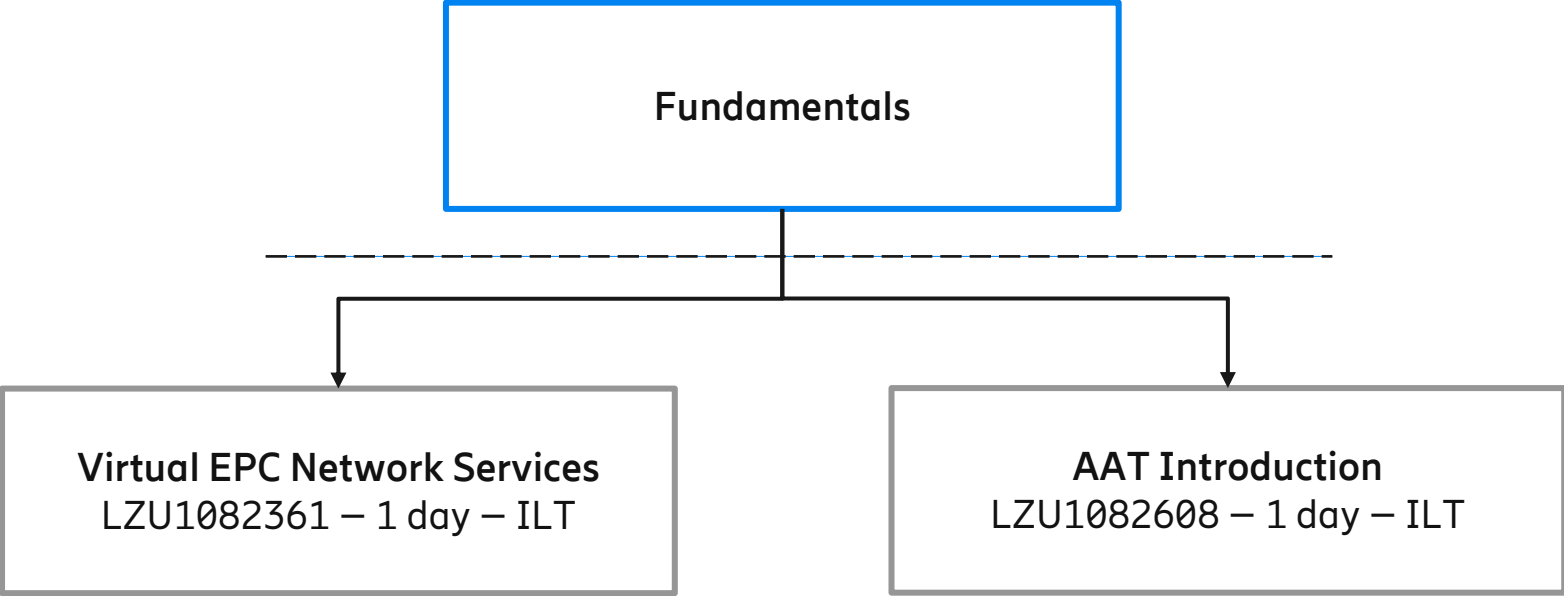 Fundamentals
Virtual EPC Network Services
LZU1082361 – 1 day – ILT
AAT Introduction
LZU1082608 – 1 day – ILT